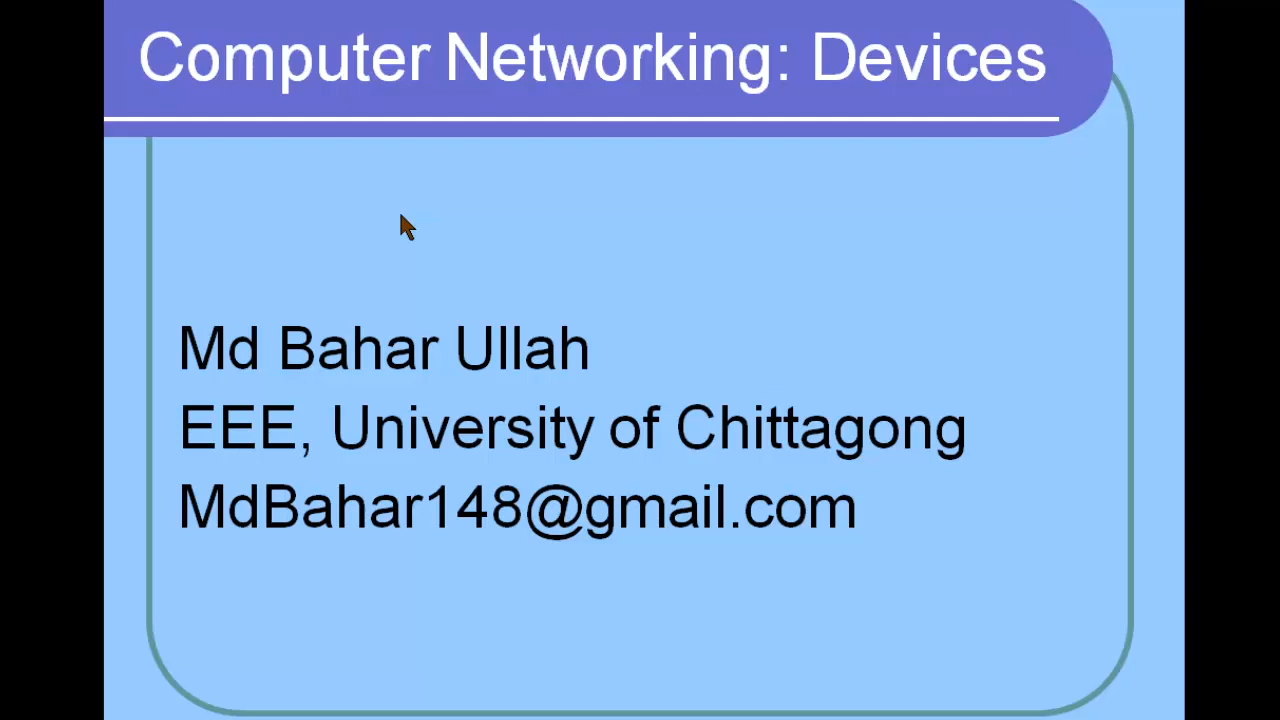 Computer Networking: Devices
Md Bahar Ullah
EEE, University of Chittagong
MdBahar148@gmail.com